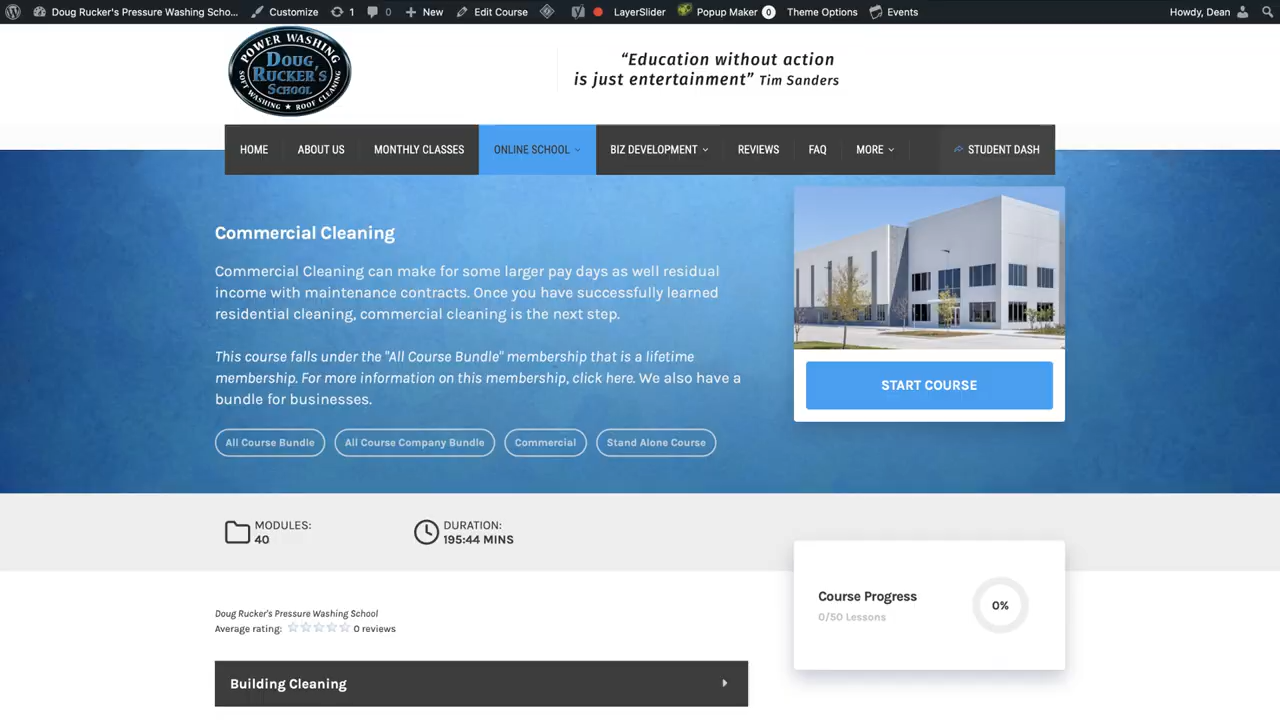 Doug Rucker's Pressure Washing Scho...
Customize
1
0
New
Edit Course
LayerSlider
Popup Maker 0
Theme Options
Events
Howdy, Dean
POWER WASHING
DOUG
RUCKER'S
SCHOOL
SOFT WASHING ★ ROOF CLEANING
“Education without action
is just entertainment” Tim Sanders
HOME
ABOUT US
MONTHLY CLASSES
ONLINE SCHOOL
BIZ DEVELOPMENT
REVIEWS
FAQ
MORE
STUDENT DASH
Commercial Cleaning
Commercial Cleaning can make for some larger pay days as well residual
income with maintenance contracts. Once you have successfully learned
residential cleaning, commercial cleaning is the next step.
This course falls under the "All Course Bundle" membership that is a lifetime
membership. For more information on this membership, click here. We also have a
bundle for businesses.
All Course Bundle
All Course Company Bundle
Commercial
Stand Alone Course
START COURSE
MODULES:
40
DURATION:
195:44 MINS
Course Progress
0/50 Lessons
0%
Doug Rucker's Pressure Washing School
Average rating: 0 reviews
Building Cleaning